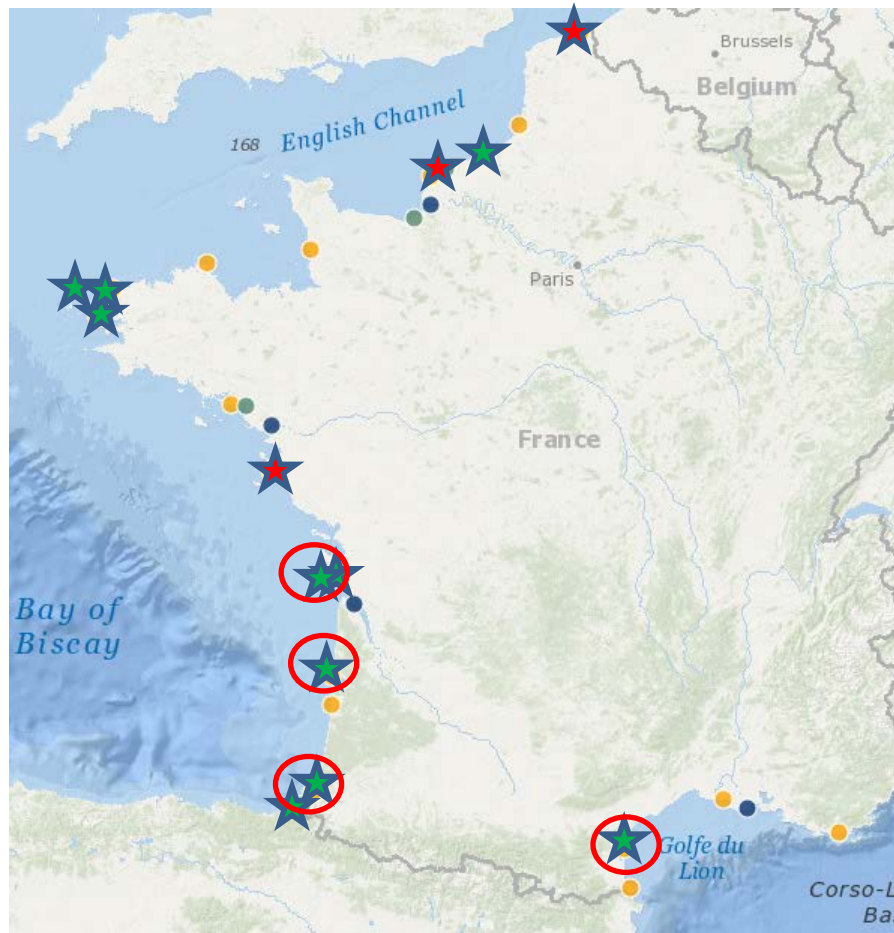 Brussels
Belgium
English Channel
168
Paris
France
Bay of
Biscay
Golfe du
Lion
Corso-L
Ba